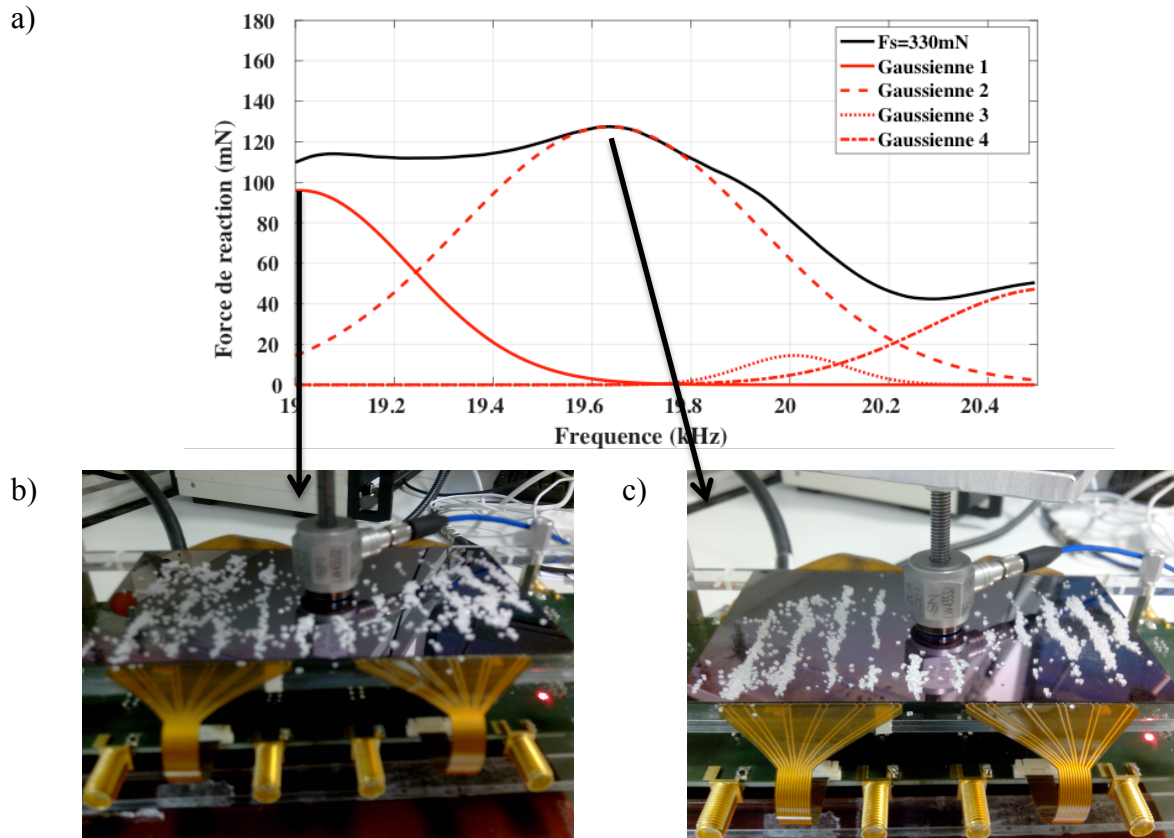 a)
180
160
140
120
100
80
60
40
20
0
Force de reaction (mN)
Fs=330mN
Gaussienne 1
Gaussienne 2
Gaussienne 3
Gaussienne 4
19 19.2 19.4 19.6 19.8 20 20.2 20.4
Frequence (kHz)
b)
c)
SN